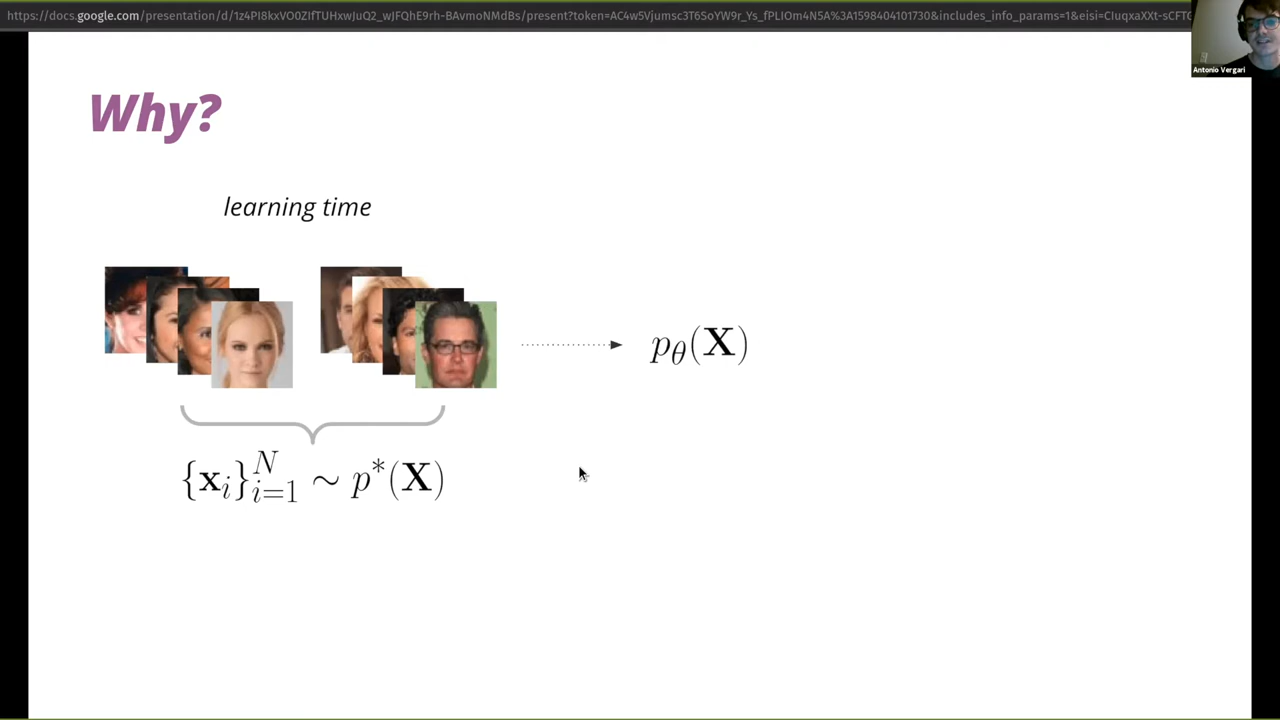 https://docs.google.com/presentation/d/1z4PI8kxVO0ZIfTUHxwJuQ2_wJFQhE9rh-BAvmoNMdBs/present?token=AC4w5Vjumsc3T6SoYW9r_Ys_fPLIOm4N5A%3A1598404101730&includes_info_params=1&eisi=CIuqxaXXt-sCFTG
Antonio Vergari
Why?
learning time
p_θ(X)
{x_i}_{i=1}^N ∼ p*(X)